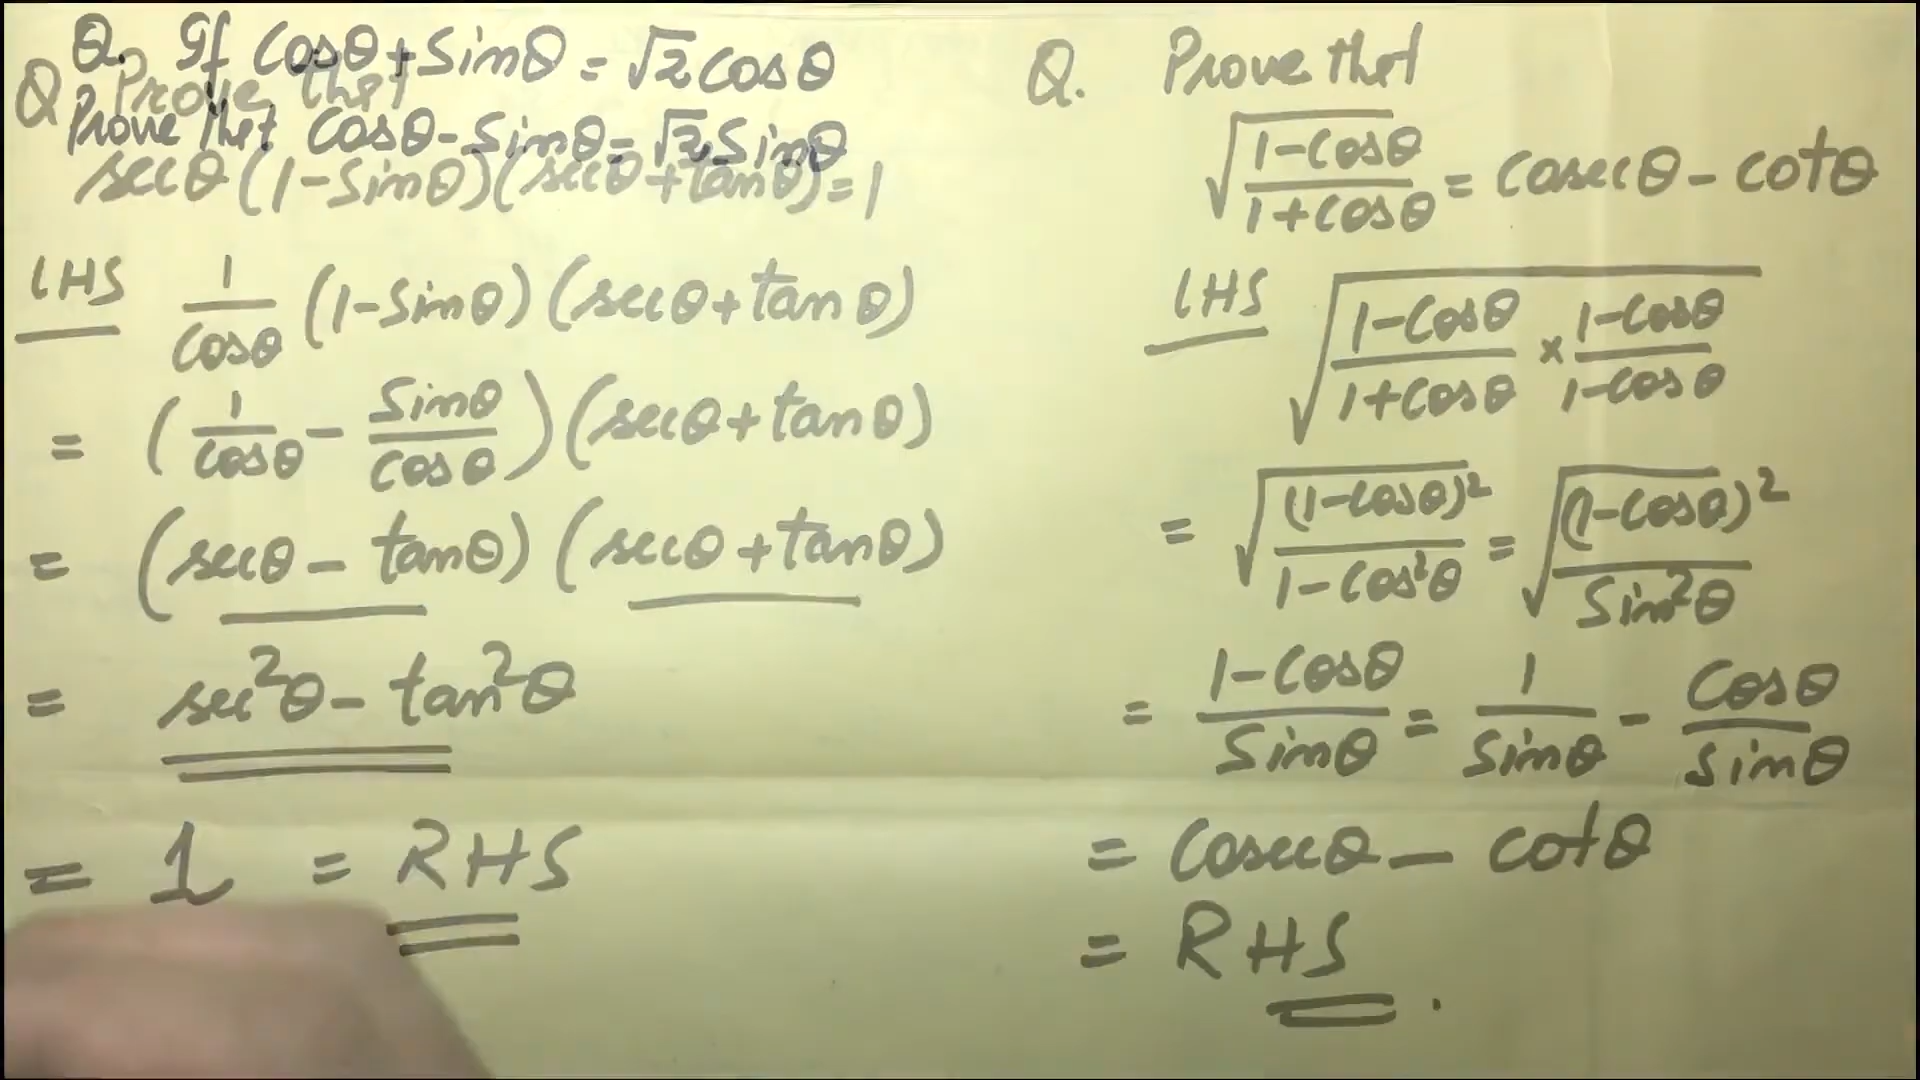 Q. If Cosθ+Sinθ = √2 Cosθ
Prove that Cosθ-Sinθ = √2 Sinθ
Q Prove that
secθ (1-Sinθ)(secθ+tanθ)=1
LHS 1/Cosθ (1-Sinθ)(secθ+tanθ)
= (1/Cosθ - Sinθ/Cosθ)(secθ+tanθ)
= (secθ - tanθ)(secθ+tanθ)
= sec²θ - tan²θ
= 1 = RHS
Q. Prove that
√((1-Cosθ)/(1+Cosθ)) = Cosecθ - cotθ
LHS √((1-Cosθ)/(1+Cosθ) × (1-Cosθ)/(1-Cosθ))
= √((1-Cosθ)²/(1-Cos²θ)) = √((1-Cosθ)²/Sin²θ)
= (1-Cosθ)/Sinθ = 1/Sinθ - Cosθ/Sinθ
= Cosecθ - cotθ
= RHS.